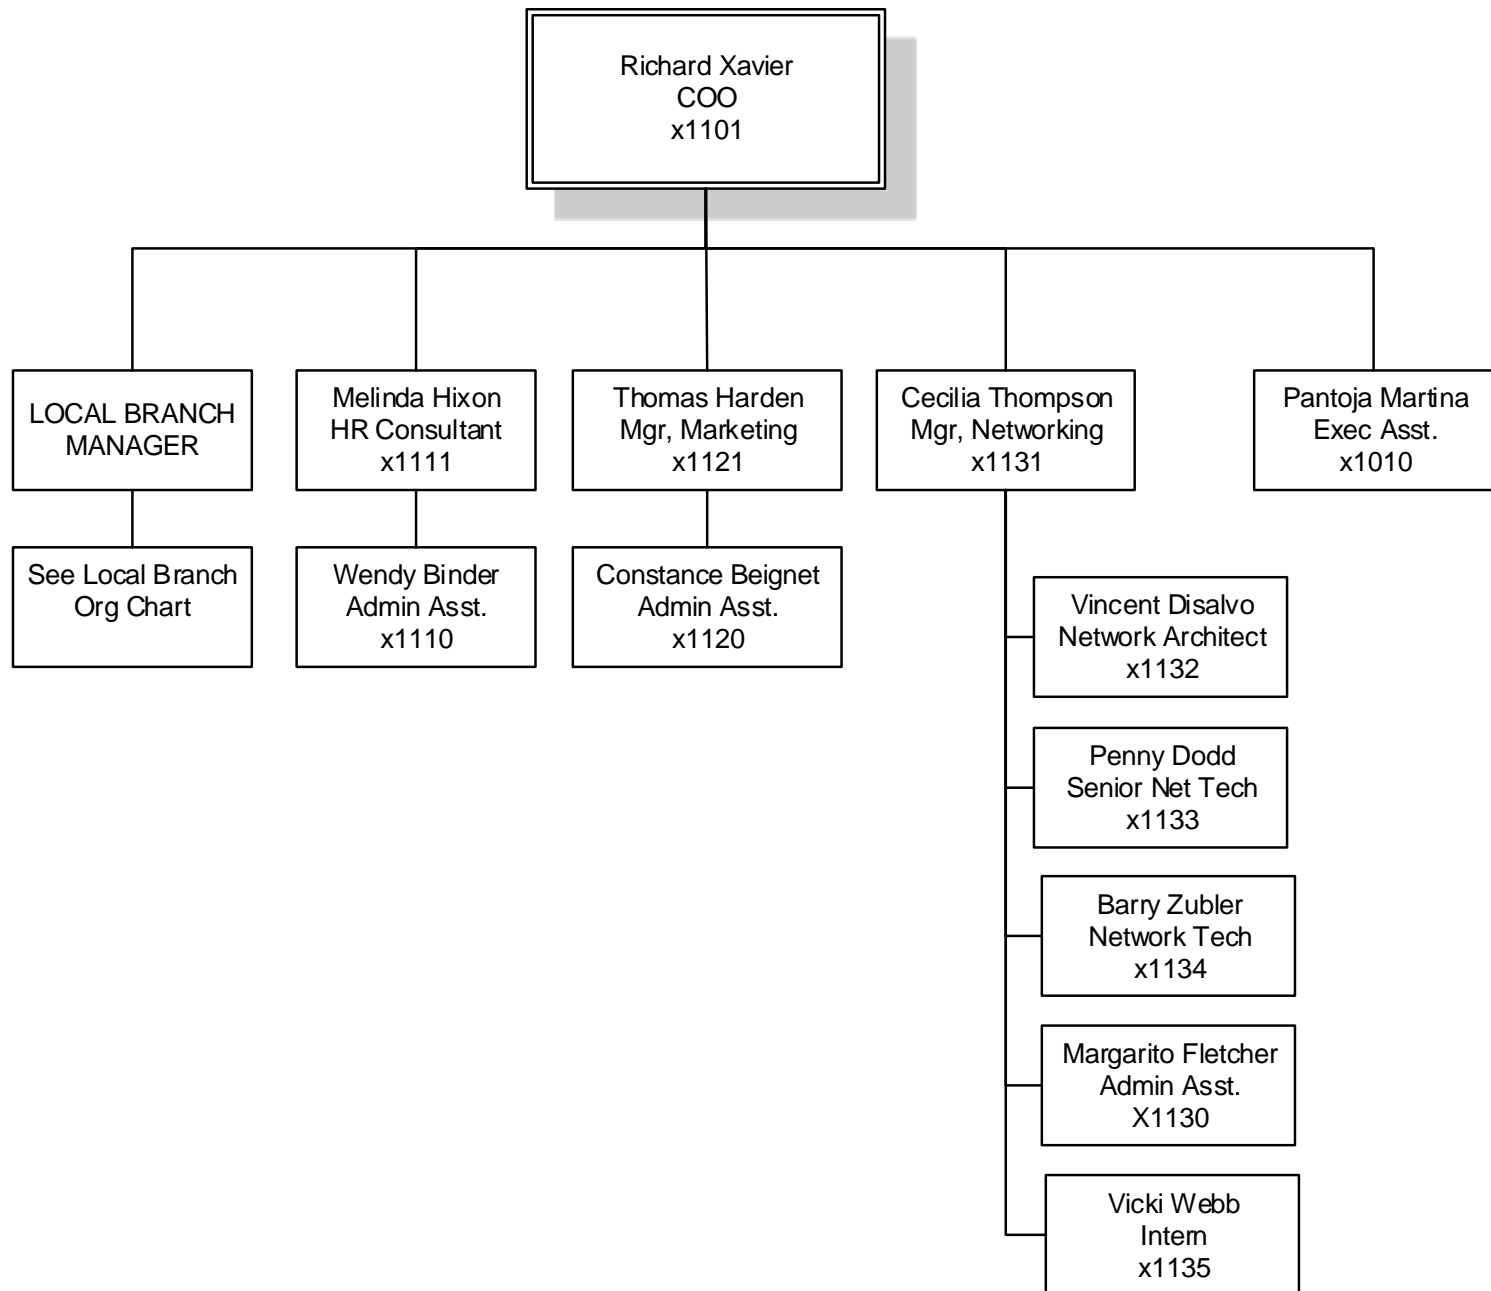 Richard Xavier
COO
x1101
LOCAL BRANCH
MANAGER
Melinda Hixon
HR Consultant
x1111
Thomas Harden
Mgr, Marketing
x1121
Cecilia Thompson
Mgr, Networking
x1131
Pantoja Martina
Exec Asst.
x1010
See Local Branch
Org Chart
Wendy Binder
Admin Asst.
x1110
Constance Beignet
Admin Asst.
x1120
Vincent Disalvo
Network Architect
x1132
Penny Dodd
Senior Net Tech
x1133
Barry Zubler
Network Tech
x1134
Margarito Fletcher
Admin Asst.
X1130
Vicki Webb
Intern
x1135